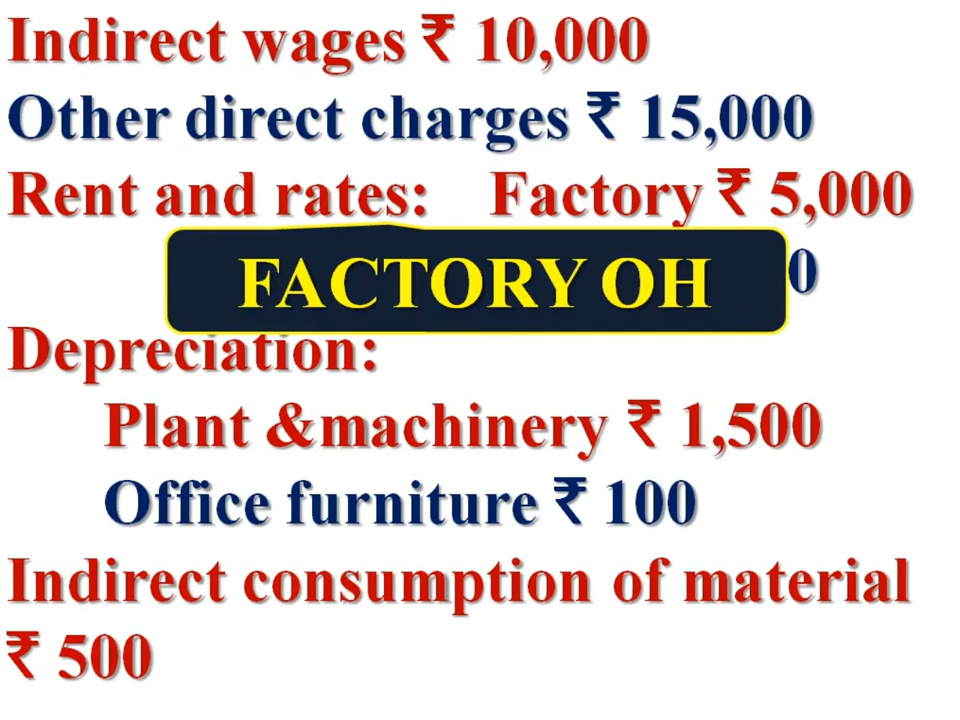 Indirect wages ₹ 10,000
Other direct charges ₹ 15,000
Rent and rates: Factory ₹ 5,000
FACTORY OH
Depreciation:
Plant &machinery ₹ 1,500
Office furniture ₹ 100
Indirect consumption of material
₹ 500